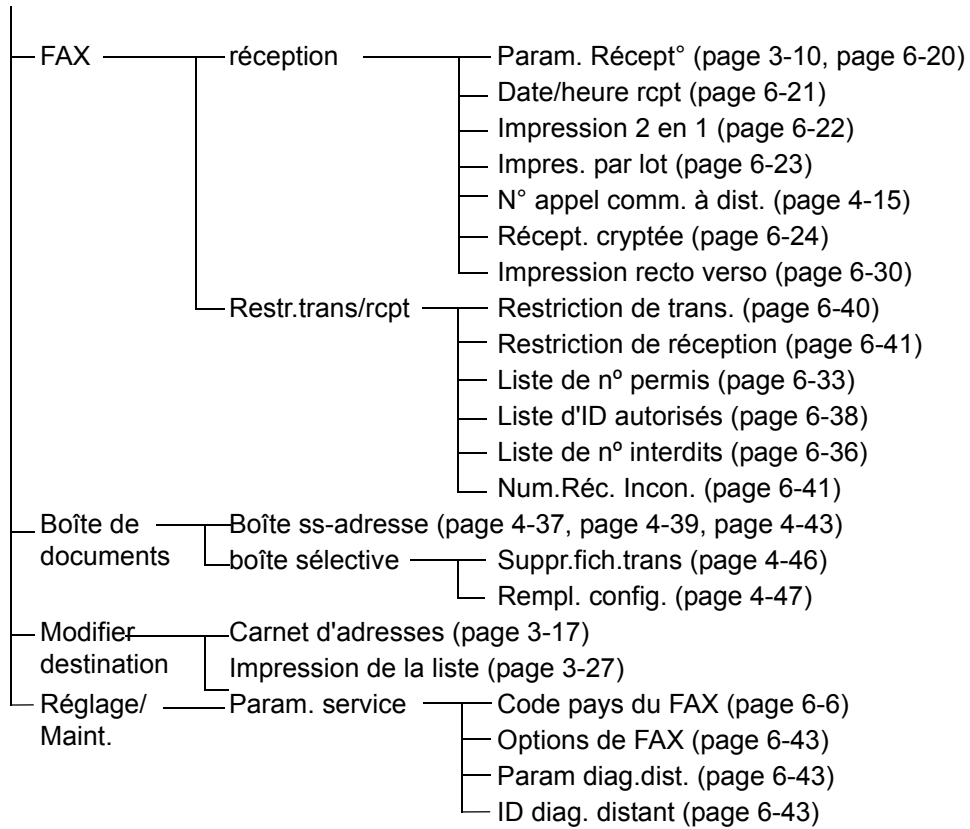 FAX réception Param. Récept° (page 3-10, page 6-20)
Date/heure rcpt (page 6-21)
Impression 2 en 1 (page 6-22)
Impres. par lot (page 6-23)
N° appel comm. à dist. (page 4-15)
Récept. cryptée (page 6-24)
Impression recto verso (page 6-30)
Restr.trans/rcpt Restriction de trans. (page 6-40)
Restriction de réception (page 6-41)
Liste de nº permis (page 6-33)
Liste d'ID autorisés (page 6-38)
Liste de nº interdits (page 6-36)
Num.Réc. Incon. (page 6-41)
Boîte de documents
Boîte ss-adresse (page 4-37, page 4-39, page 4-43)
boîte sélective Suppr.fich.trans (page 4-46)
Rempl. config. (page 4-47)
Modifier destination
Carnet d'adresses (page 3-17)
Impression de la liste (page 3-27)
Réglage/ Maint.
Param. service Code pays du FAX (page 6-6)
Options de FAX (page 6-43)
Param diag.dist. (page 6-43)
ID diag. distant (page 6-43)